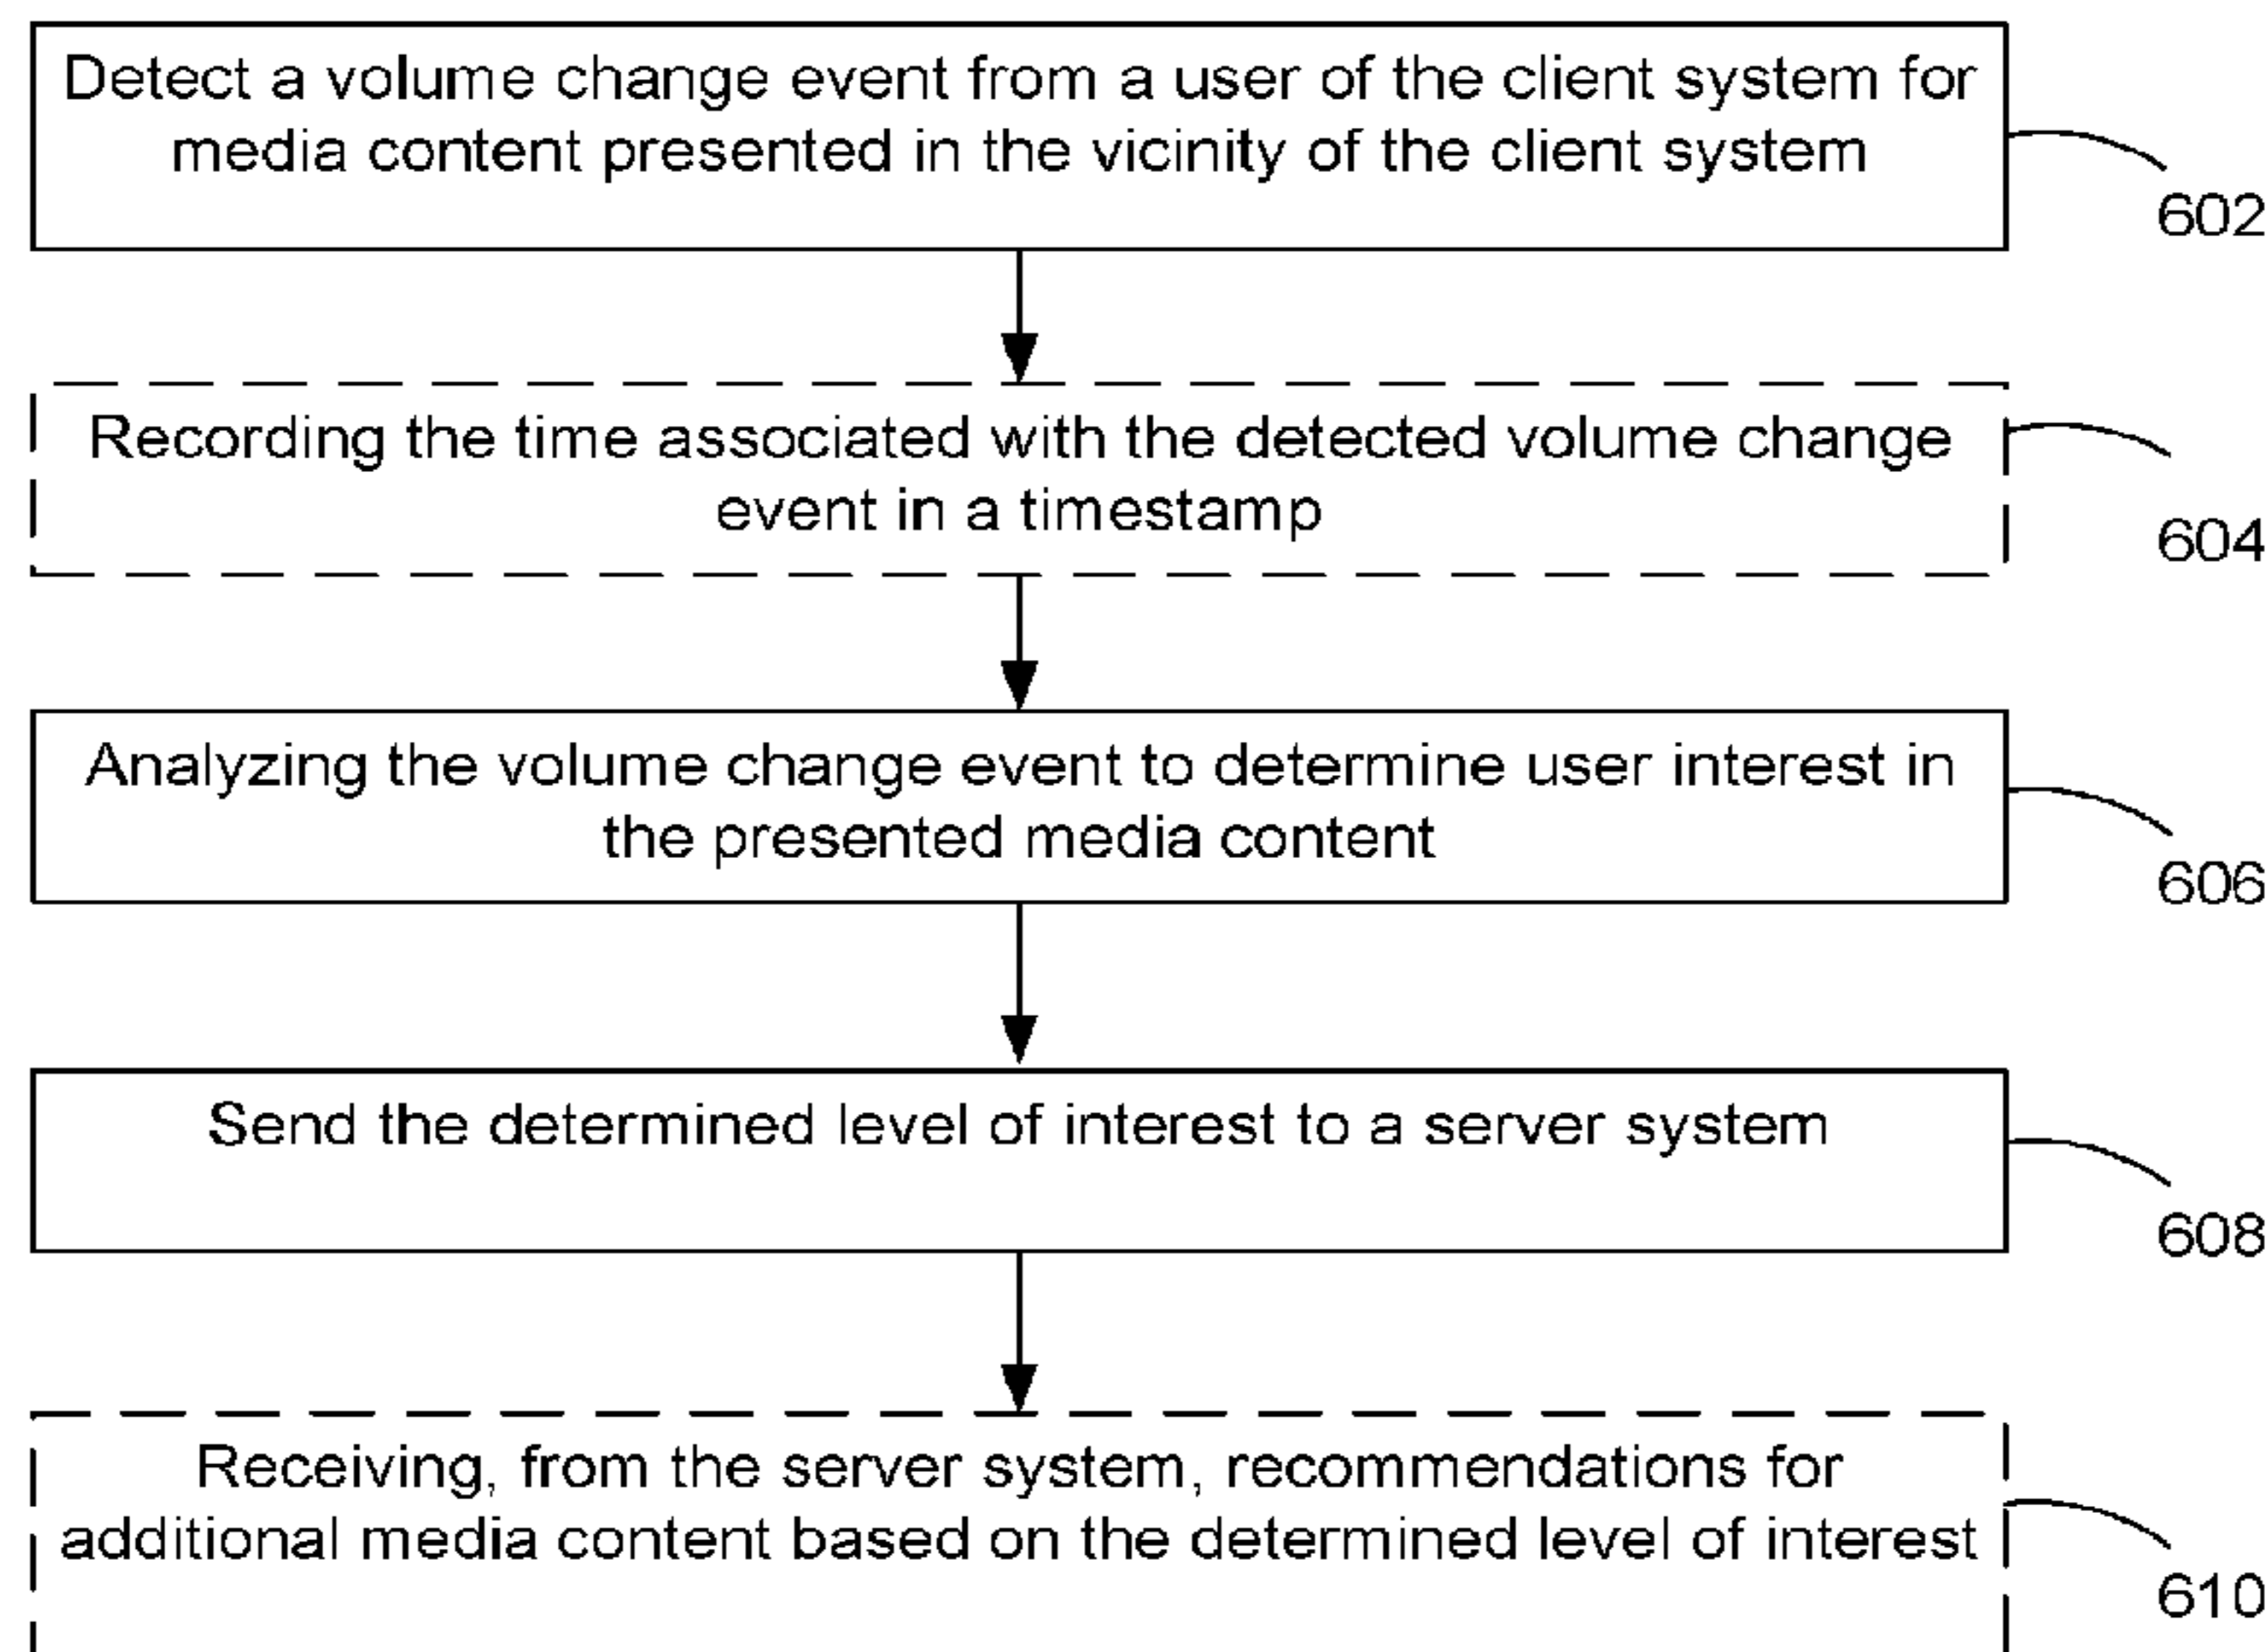 Detect a volume change event from a user of the client system for
media content presented in the vicinity of the client system
602
Recording the time associated with the detected volume change
event in a timestamp
604
Analyzing the volume change event to determine user interest in
the presented media content
606
Send the determined level of interest to a server system
608
Receiving, from the server system, recommendations for
additional media content based on the determined level of interest
610